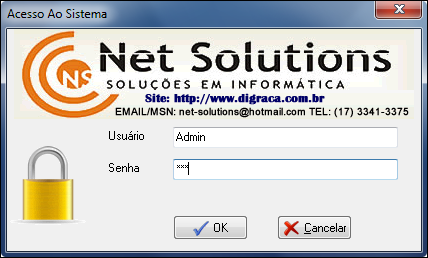 Acesso Ao Sistema
NS
Net Solutions
SOLUÇÕES EM INFORMÁTICA
Site: http://www.digraca.com.br
EMAIL/MSN: net-solutions@hotmail.com TEL: (17) 3341-3375
Usuário Admin
Senha ***
OK Cancelar